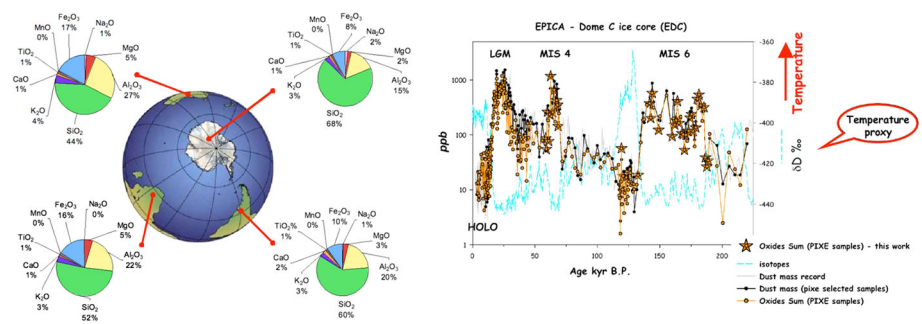 Fe₂O₃
17%
Na₂O
1%
MnO
0%
TiO₂
1%
MgO
5%
CaO
1%
Al₂O₃
27%
K₂O
4%
SiO₂
44%
Fe₂O₃
8%
MnO
0%
Na₂O
2%
TiO₂
1%
MgO
2%
CaO
1%
Al₂O₃
15%
K₂O
3%
SiO₂
68%
Fe₂O₃
16%
Na₂O
0%
MnO
0%
MgO
5%
TiO₂
1%
CaO
1%
Al₂O₃
22%
K₂O
3%
SiO₂
52%
Fe₂O₃
10%
MnO
0%
Na₂O
1%
TiO₂%
1%
MgO
3%
CaO
2%
Al₂O₃
20%
K₂O
3%
SiO₂
60%
EPICA - Dome C ice core (EDC)
LGM MIS 4 MIS 6
HOLO
ppb
1000
100
10
1
0 50 100 150 200
Age kyr B.P.
-360
-380
-400
-420
-440
δD ‰
Temperature
Temperature
proxy
Oxides Sum (PIXE samples) - this work
isotopes
Dust mass record
Dust mass (pixe selected samples)
Oxides Sum (PIXE samples)